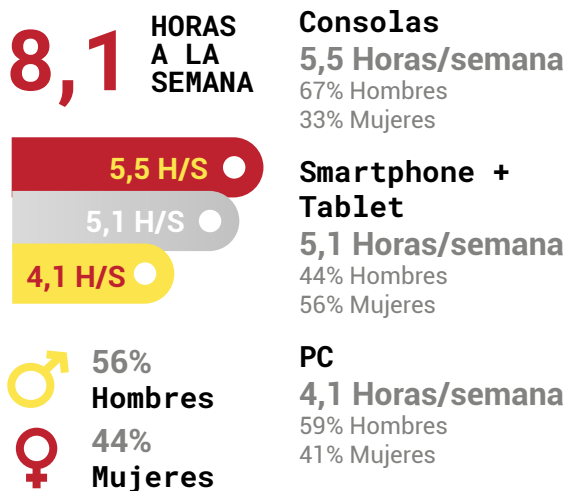 8,1
HORAS
A LA
SEMANA
5,5 H/S
5,1 H/S
4,1 H/S
56%
Hombres
44%
Mujeres
Consolas
5,5 Horas/semana
67% Hombres
33% Mujeres
Smartphone +
Tablet
5,1 Horas/semana
44% Hombres
56% Mujeres
PC
4,1 Horas/semana
59% Hombres
41% Mujeres